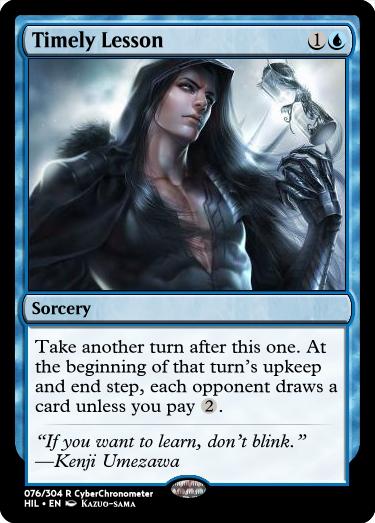 Timely Lesson 1
Sorcery
Take another turn after this one. At
the beginning of that turn's upkeep
and end step, each opponent draws a
card unless you pay 2.
“If you want to learn, don't blink.”
—Kenji Umezawa
076/304 R CyberChronometer
HIL • EN Kazuo-sama